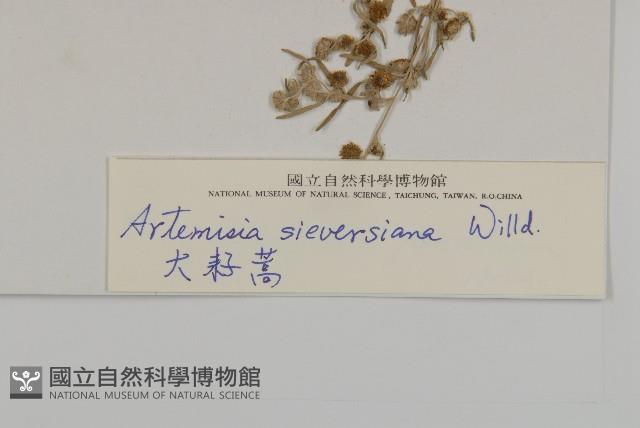 國立自然科學博物館
NATIONAL MUSEUM OF NATURAL SCIENCE, TAICHUNG, TAIWAN, R.O.CHINA
Artemisia sieversiana Willd.
大籽蒿
國立自然科學博物館
NATIONAL MUSEUM OF NATURAL SCIENCE